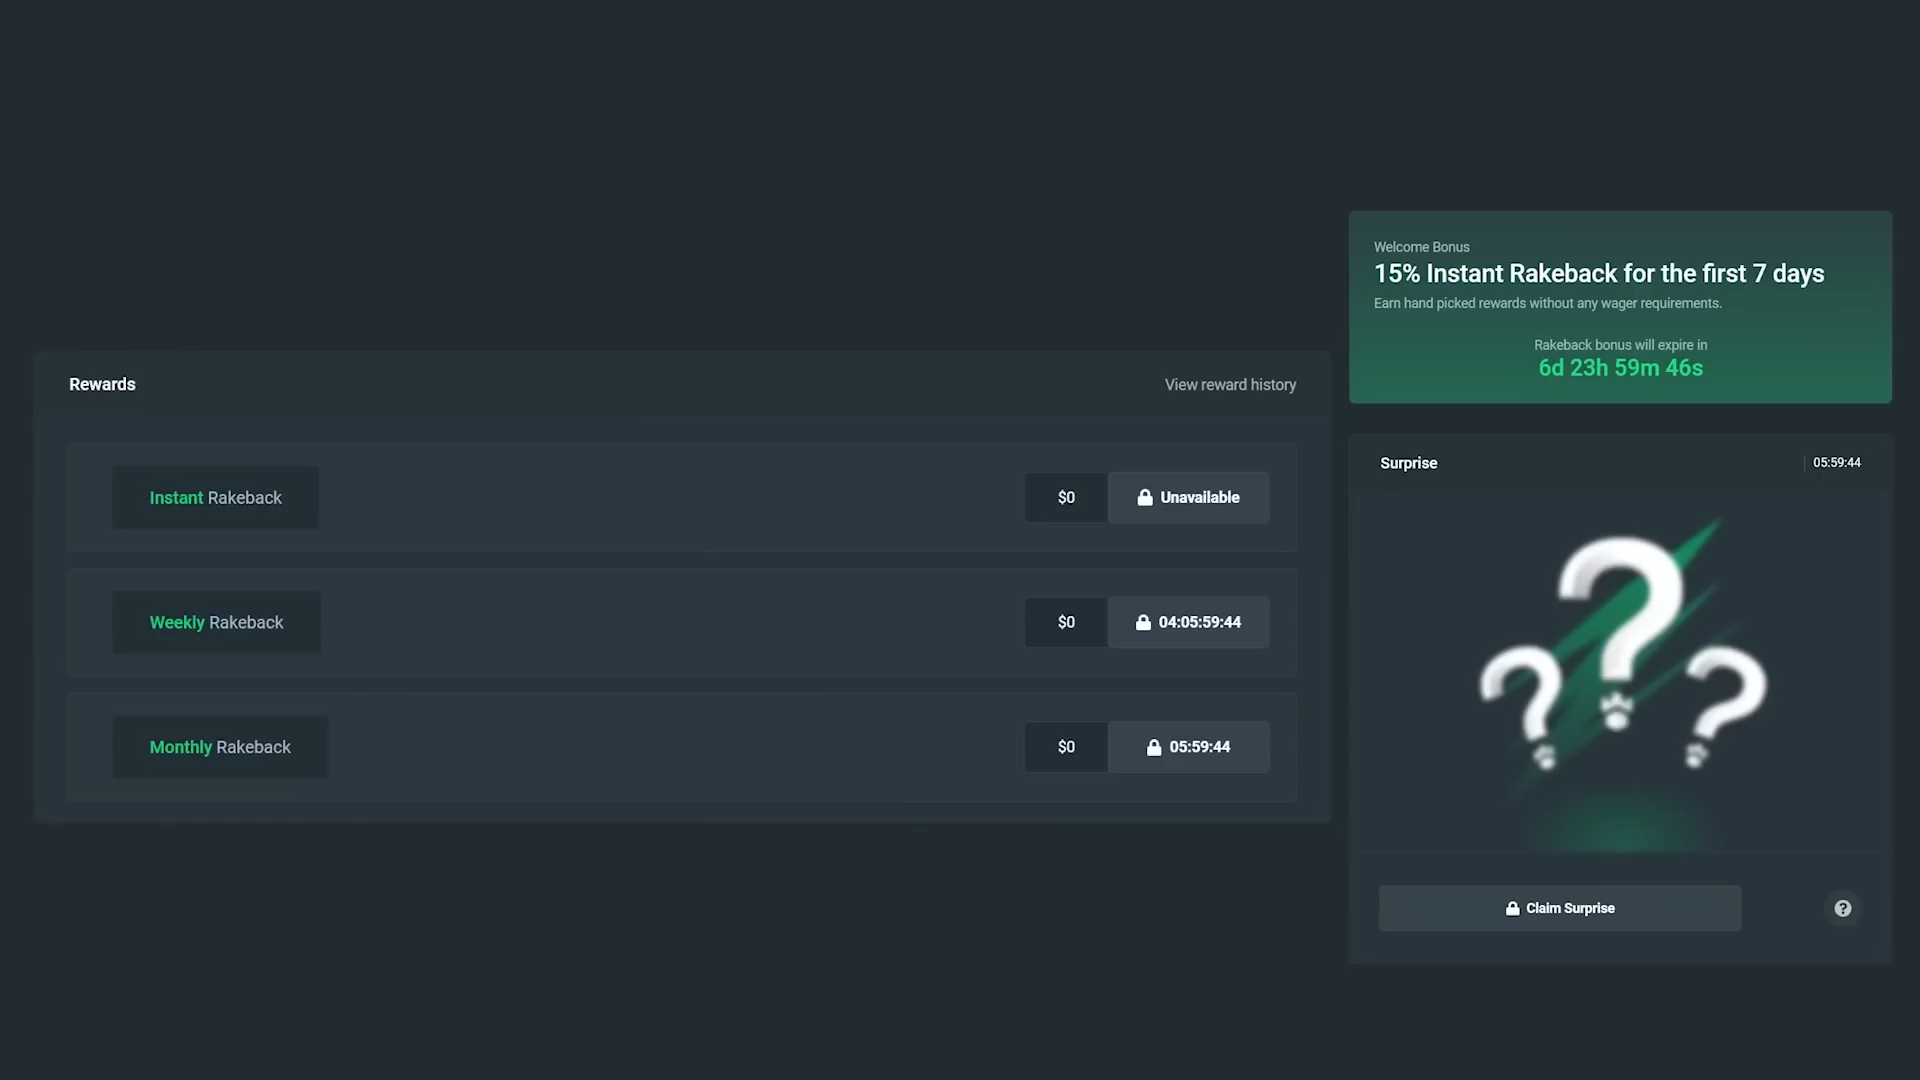 Rewards
View reward history
Instant Rakeback
$0
Unavailable
Weekly Rakeback
$0
04:05:59:44
Monthly Rakeback
$0
05:59:44
Welcome Bonus
15% Instant Rakeback for the first 7 days
Earn hand picked rewards without any wager requirements.
Rakeback bonus will expire in
6d 23h 59m 46s
Surprise
05:59:44
Claim Surprise